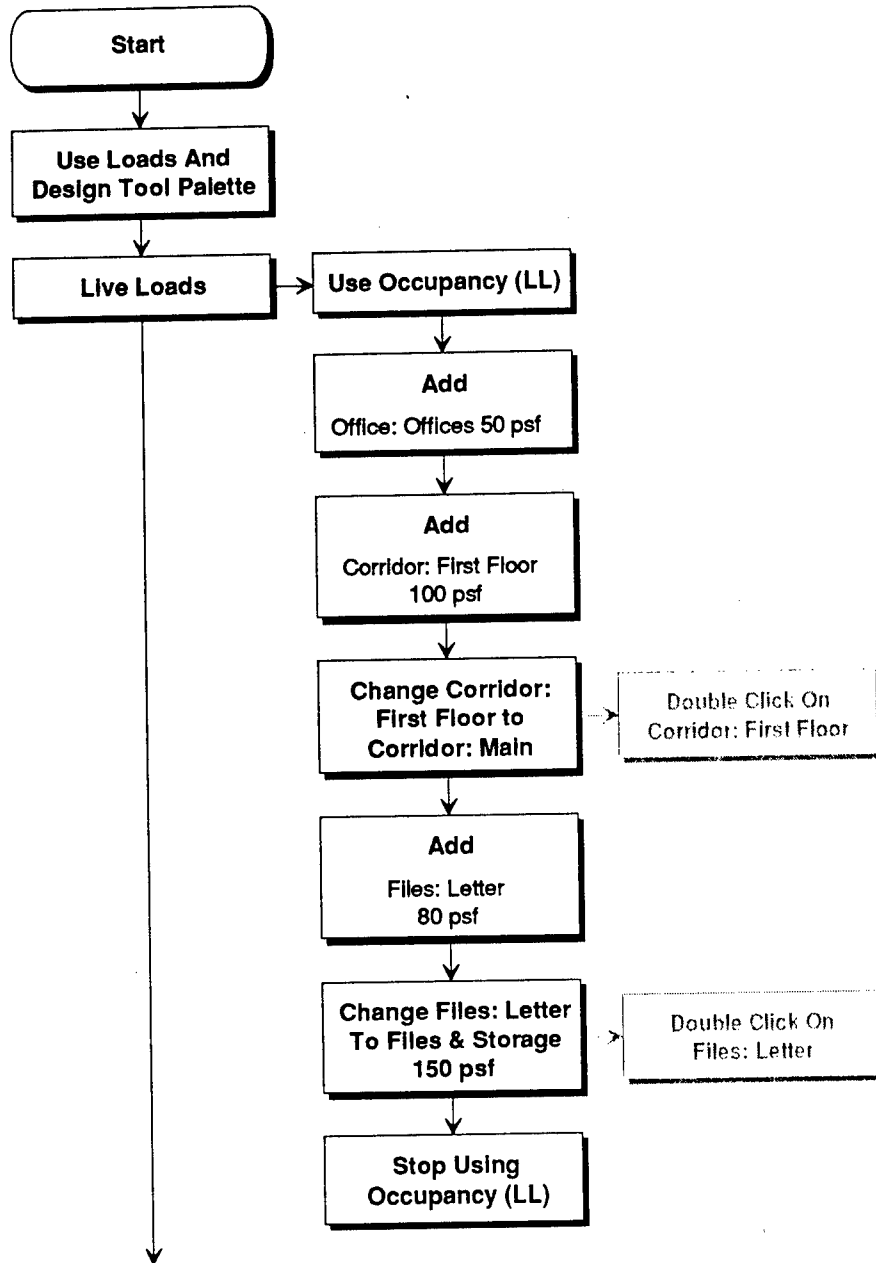 Start
Use Loads And
Design Tool Palette
Live Loads
Use Occupancy (LL)
Add
Office: Offices 50 psf
Add
Corridor: First Floor
100 psf
Change Corridor:
First Floor to
Corridor: Main
Double Click On
Corridor: First Floor
Add
Files: Letter
80 psf
Change Files: Letter
To Files & Storage
150 psf
Double Click On
Files: Letter
Stop Using
Occupancy (LL)